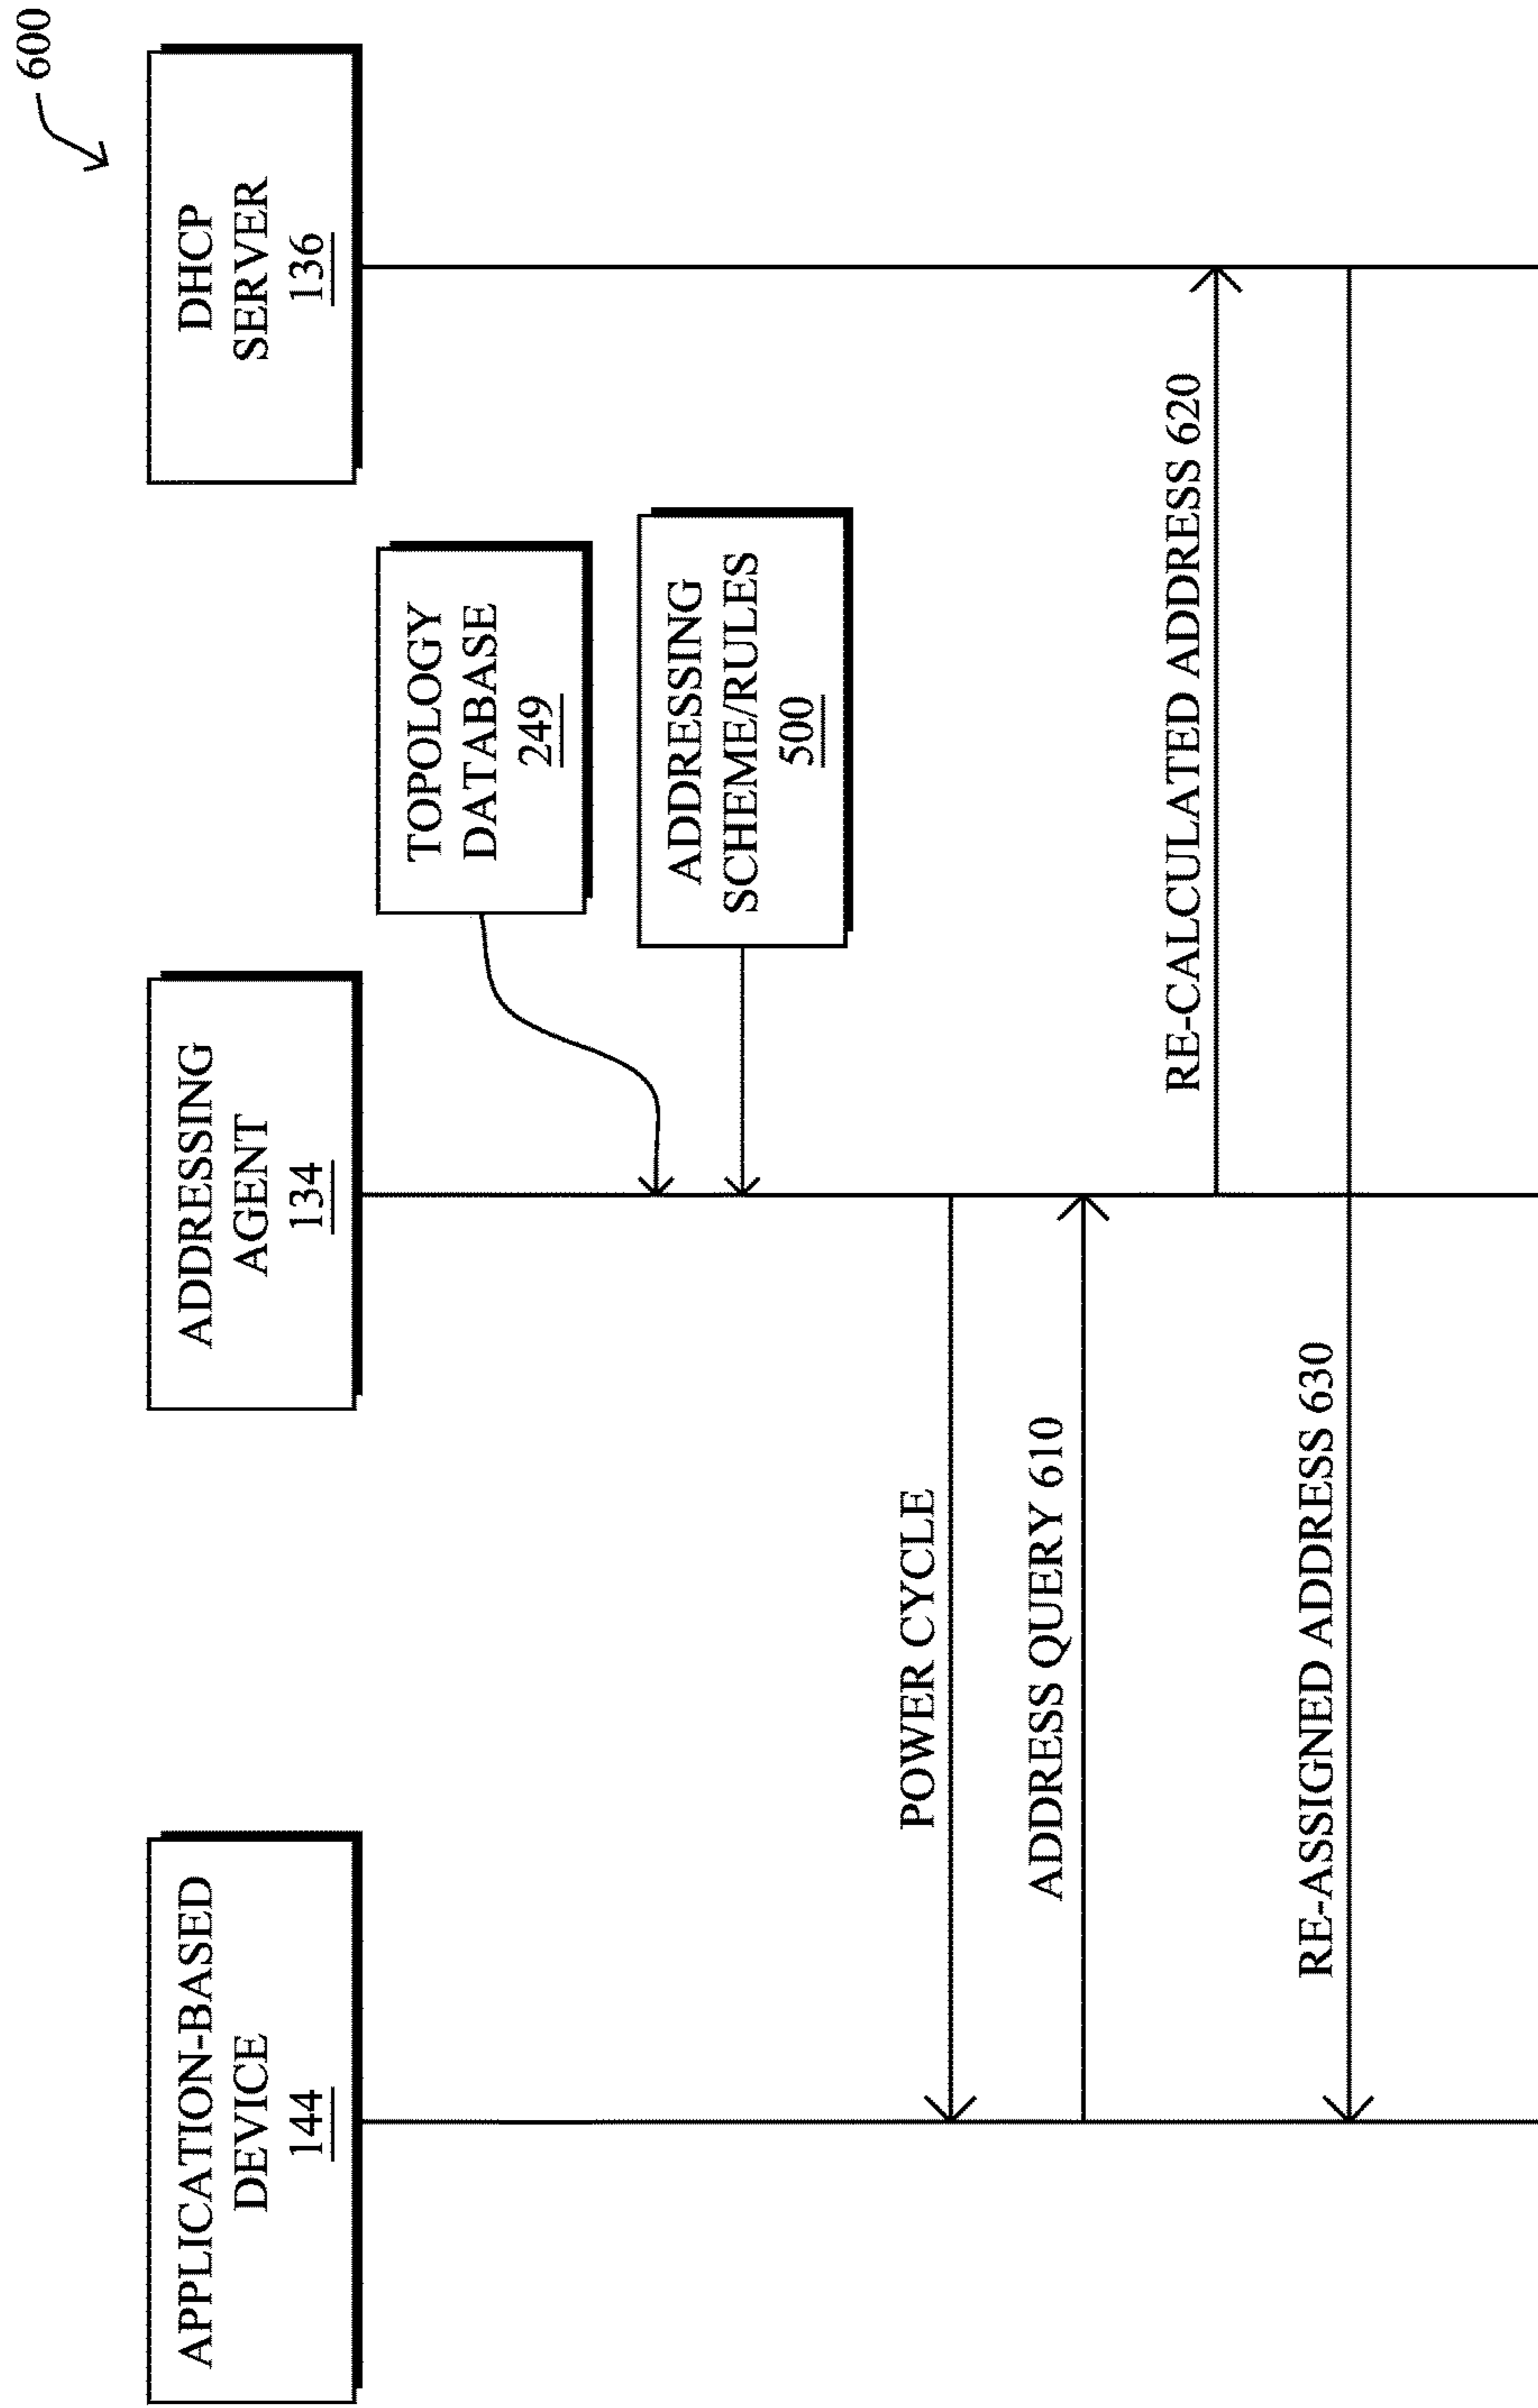 600
APPLICATION-BASED
DEVICE
144
ADDRESSING
AGENT
134
DHCP
SERVER
136
TOPOLOGY
DATABASE
249
ADDRESSING
SCHEME/RULES
500
POWER CYCLE
ADDRESS QUERY 610
RE-CALCULATED ADDRESS 620
RE-ASSIGNED ADDRESS 630